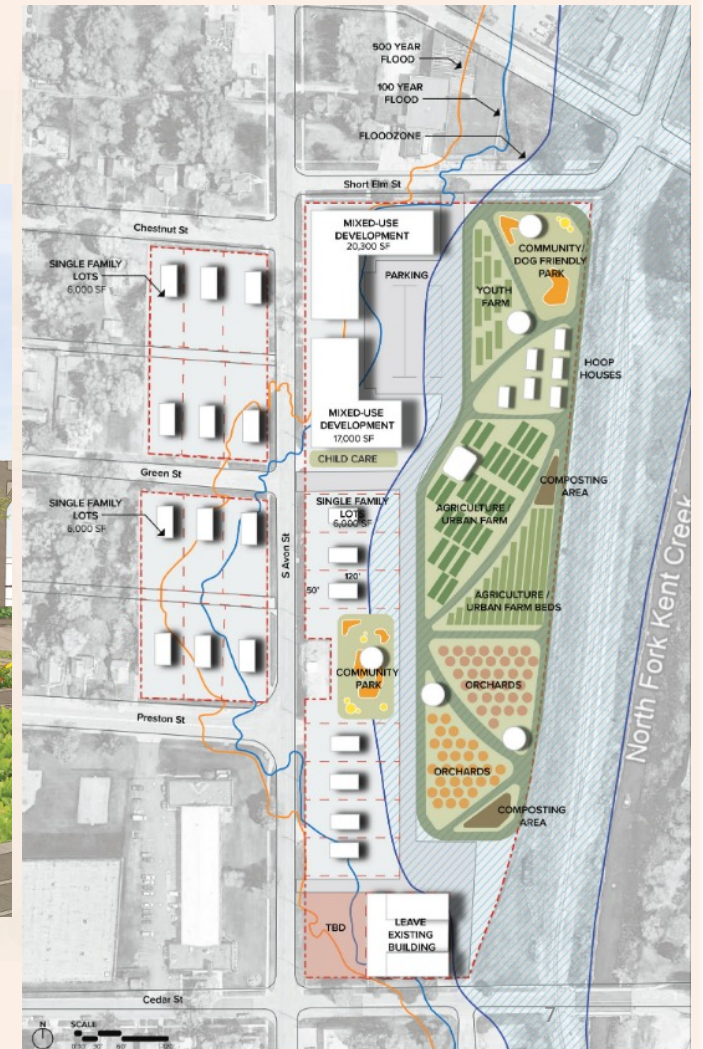 500 YEAR
FLOOD
100 YEAR
FLOOD
FLOODZONE
Short Elm St
Chestnut St
MIXED-USE
DEVELOPMENT
20,300 SF
COMMUNITY/
DOG FRIENDLY
PARK
SINGLE FAMILY
LOTS
6,000 SF
PARKING
YOUTH
FARM
HOOP
HOUSES
MIXED-USE
DEVELOPMENT
17,000 SF
CHILD CARE
Green St
COMPOSTING
AREA
SINGLE FAMILY
LOTS
6,000 SF
SINGLE FAMILY
LOTS
6,000 SF
AGRICULTURE /
URBAN FARM
S Avon St
120'
50'
AGRICULTURE /
URBAN FARM BEDS
North Fork Kent Creek
COMMUNITY
PARK
ORCHARDS
Preston St
ORCHARDS
COMPOSTING
AREA
TBD
LEAVE
EXISTING
BUILDING
Cedar St
7
N
SCALE